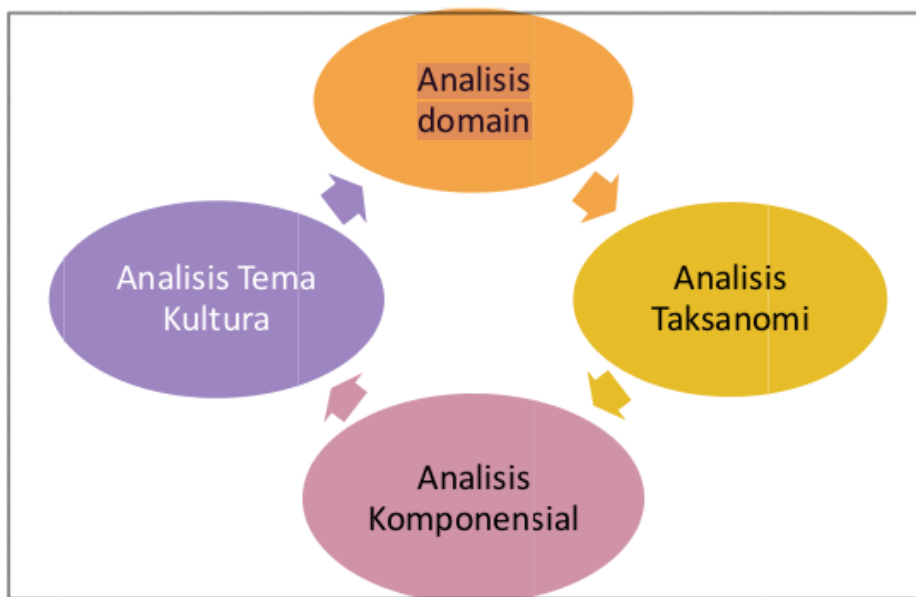 Analisis
domain
Analisis Tema
Kultura
Analisis
Taksanomi
Analisis
Komponensial